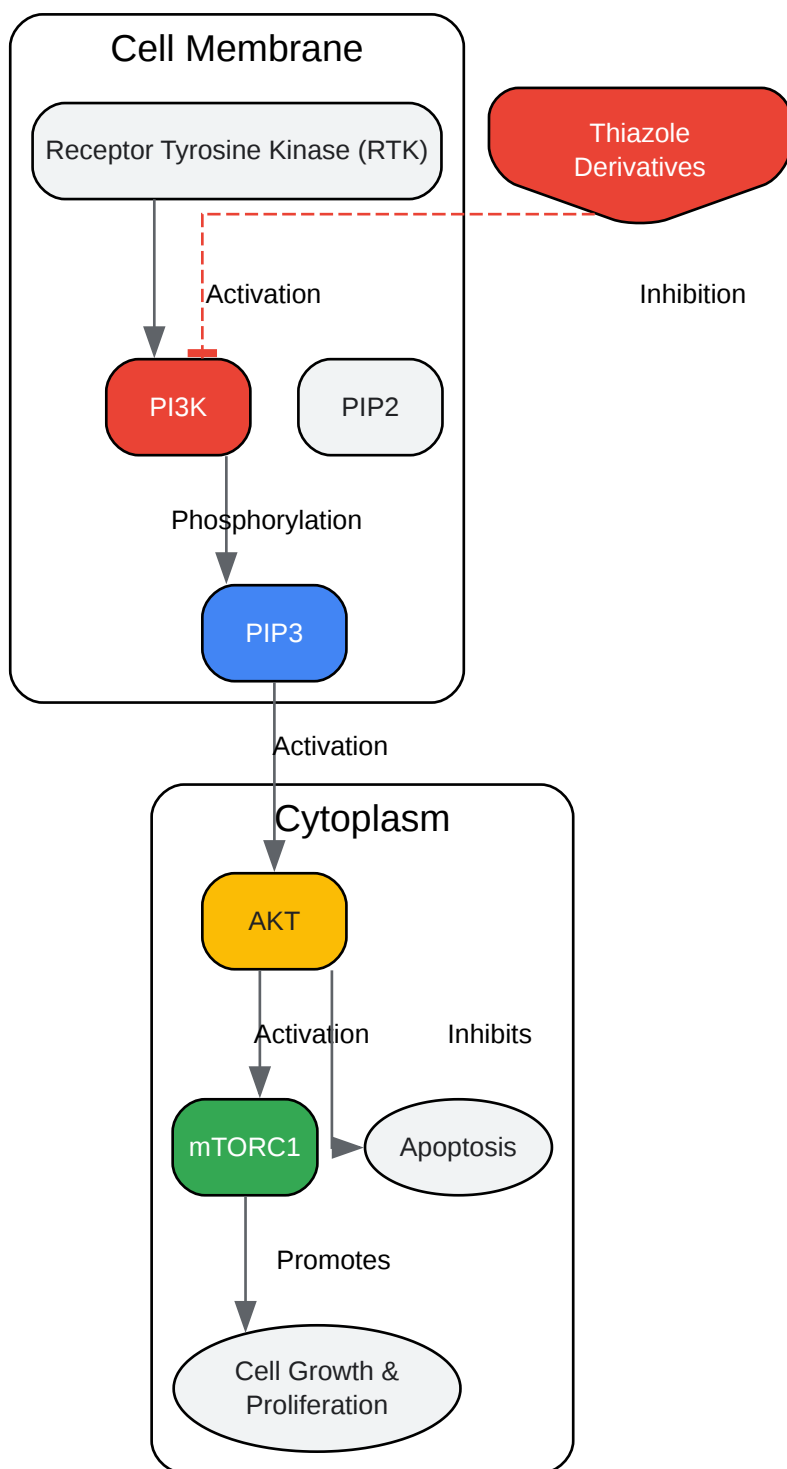 Cell Membrane
Receptor Tyrosine Kinase (RTK)
Thiazole
Derivatives
Activation
Inhibition
PI3K
PIP2
Phosphorylation
PIP3
Activation
Cytoplasm
AKT
Activation
Inhibits
mTORC1
Apoptosis
Promotes
Cell Growth &
Proliferation